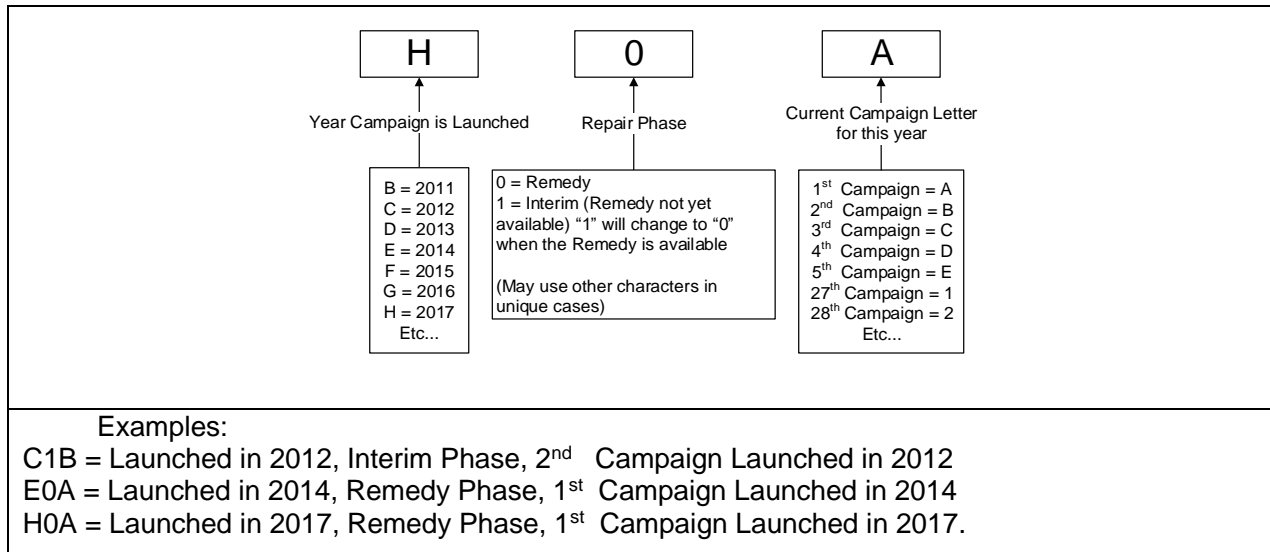 H
0
A
Year Campaign is Launched
Repair Phase
Current Campaign Letter
for this year
B = 2011
C = 2012
D = 2013
E = 2014
F = 2015
G = 2016
H = 2017
Etc...
0 = Remedy
1 = Interim (Remedy not yet
available) “1” will change to “0”
when the Remedy is available
(May use other characters in
unique cases)
1st Campaign = A
2nd Campaign = B
3rd Campaign = C
4th Campaign = D
5th Campaign = E
27th Campaign = 1
28th Campaign = 2
Etc...
Examples:
C1B = Launched in 2012, Interim Phase, 2nd Campaign Launched in 2012
E0A = Launched in 2014, Remedy Phase, 1st Campaign Launched in 2014
H0A = Launched in 2017, Remedy Phase, 1st Campaign Launched in 2017.